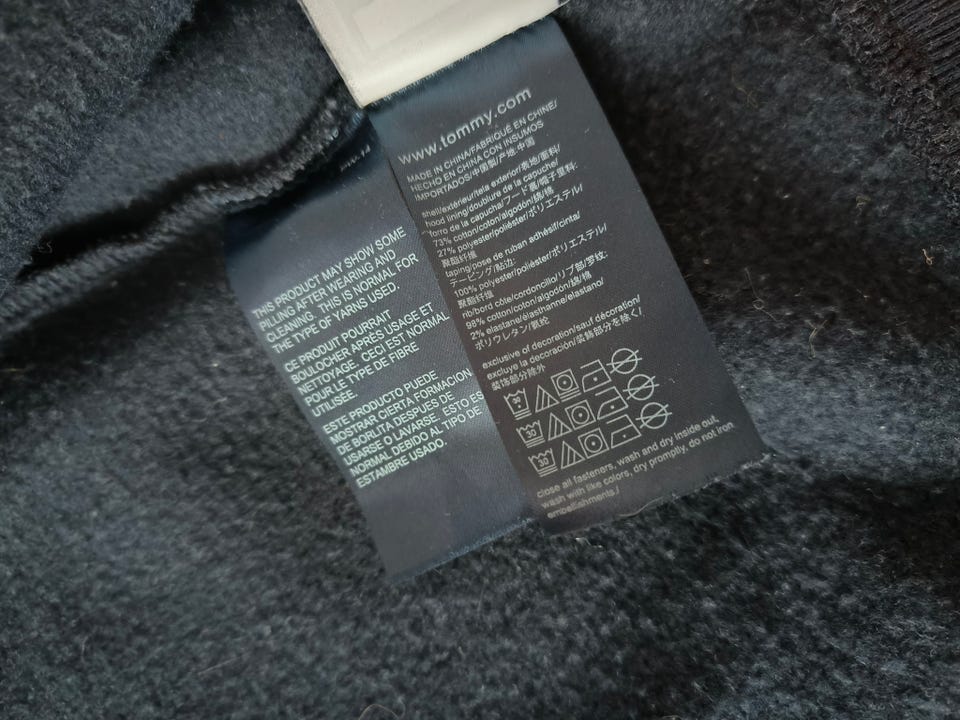 www.tommy.com
MADE IN CHINA/FABRIQUÉ EN CHINE/
HECHO EN CHINA CON INSUMOS
IMPORTADOS/中国製/产地:中国
shell/extérieur/tela exterior/表地/面料/
hood lining/doublure de la capuche/
forro de la capucha/フード裏/帽子里料:
73% cotton/coton/algodón/綿/棉
27% polyester/poliéster/ポリエステル/
聚酯纤维
taping/pose de ruban adhésif/cinta/
テーピング/粘边:
100% polyester/poliéster/ポリエステル/
聚酯纤维
rib/bord côte/cordoncillo/リブ部/罗纹:
98% cotton/coton/algodón/綿/棉
2% elastane/élasthanne/elastano/
ポリウレタン/氨纶
exclusive of decoration/sauf décoration/
excluye la decoración/装飾部分を除く/
装饰部分除外
30
30
close all fasteners, wash and dry inside out,
wash with like colors, dry promptly, do not iron
embellishments/
THIS PRODUCT MAY SHOW SOME
PILLING AFTER WEARING AND
CLEANING. THIS IS NORMAL FOR
THE TYPE OF YARNS USED.
CE PRODUIT POURRAIT
BOULOCHER APRÈS USAGE ET
NETTOYAGE. CECI EST NORMAL
POUR LE TYPE DE FIBRE
UTILISÉE.
ESTE PRODUCTO PUEDE
MOSTRAR CIERTA FORMACION
DE BORLITA DESPUES DE
USARSE O LAVARSE. ESTO ES
NORMAL DEBIDO AL TIPO DE
ESTAMBRE USADO.